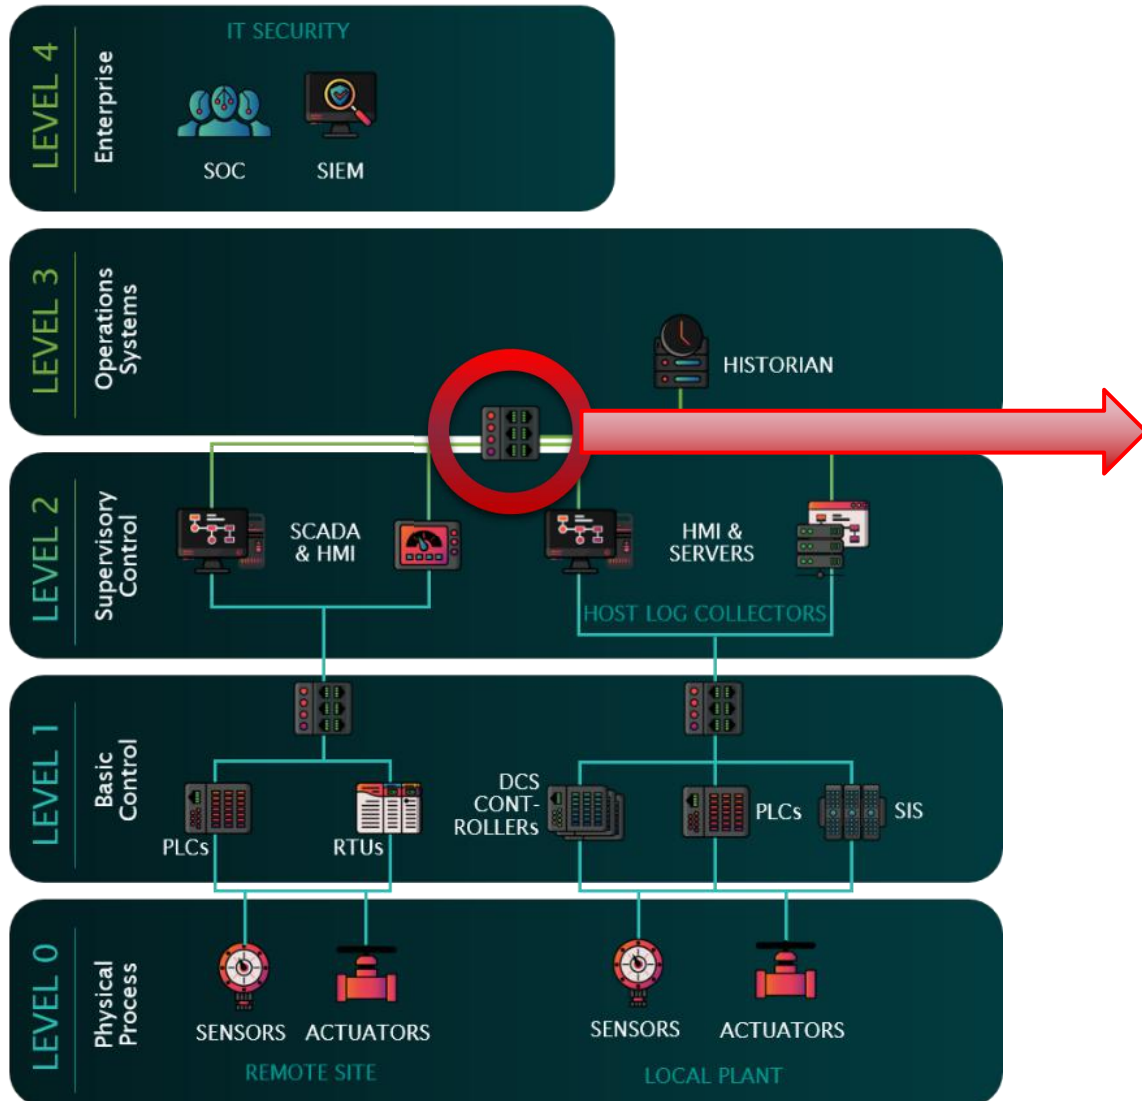 LEVEL 4
Enterprise
IT SECURITY
SOC
SIEM
LEVEL 3
Operations
Systems
HISTORIAN
LEVEL 2
Supervisory
Control
SCADA
& HMI
HMI &
SERVERS
HOST LOG COLLECTORS
LEVEL 1
Basic
Control
PLCs
RTUs
DCS
CONT-
ROLLERs
PLCs
SIS
LEVEL 0
Physical
Process
SENSORS
ACTUATORS
REMOTE SITE
SENSORS
ACTUATORS
LOCAL PLANT